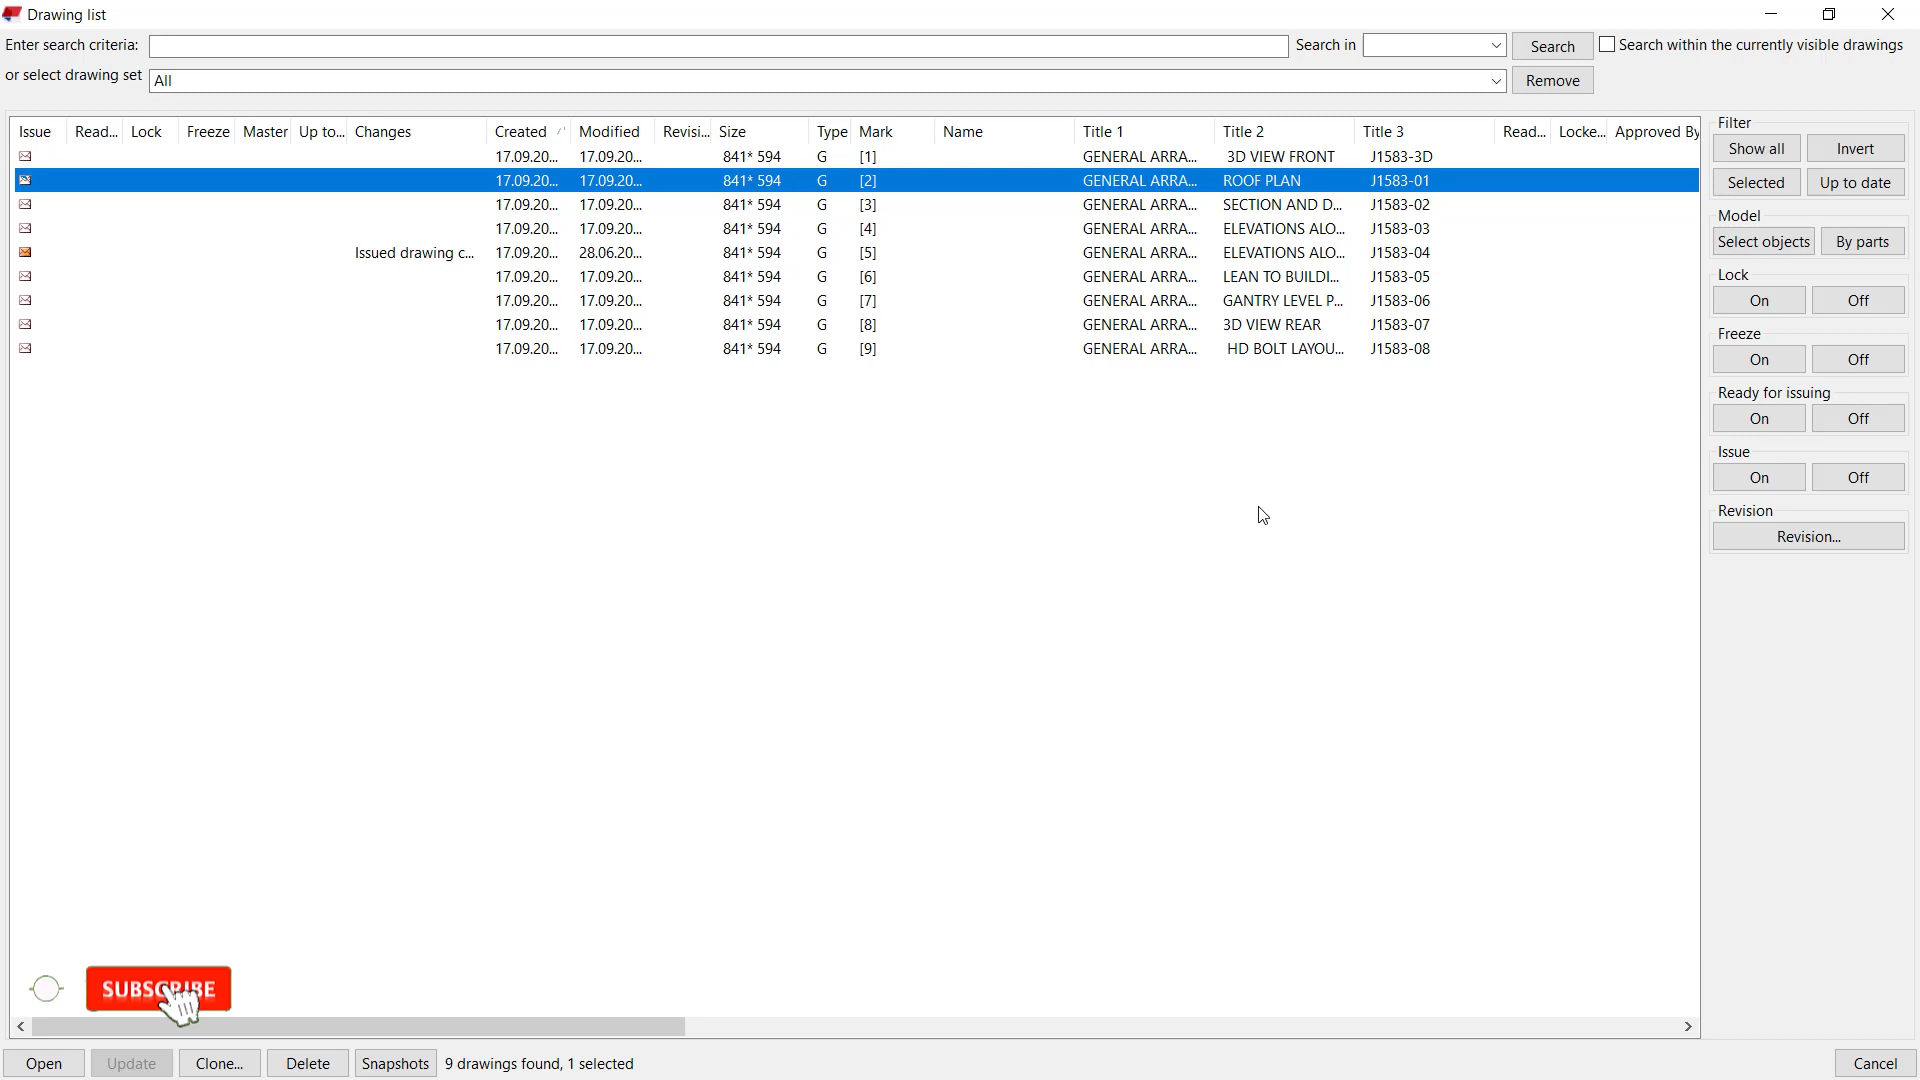 Drawing list
Enter search criteria: Search in Search Search within the currently visible drawings
or select drawing set All Remove
Issue Read... Lock Freeze Master Up to... Changes Created Modified Revisi... Size Type Mark Name Title 1 Title 2 Title 3 Read... Locke... Approved By
17.09.20... 17.09.20... 841* 594 G [1] GENERAL ARRA... 3D VIEW FRONT J1583-3D
17.09.20... 17.09.20... 841* 594 G [2] GENERAL ARRA... ROOF PLAN J1583-01
17.09.20... 17.09.20... 841* 594 G [3] GENERAL ARRA... SECTION AND D... J1583-02
17.09.20... 17.09.20... 841* 594 G [4] GENERAL ARRA... ELEVATIONS ALO... J1583-03
Issued drawing c... 17.09.20... 28.06.20... 841* 594 G [5] GENERAL ARRA... ELEVATIONS ALO... J1583-04
17.09.20... 17.09.20... 841* 594 G [6] GENERAL ARRA... LEAN TO BUILDI... J1583-05
17.09.20... 17.09.20... 841* 594 G [7] GENERAL ARRA... GANTRY LEVEL P... J1583-06
17.09.20... 17.09.20... 841* 594 G [8] GENERAL ARRA... 3D VIEW REAR J1583-07
17.09.20... 17.09.20... 841* 594 G [9] GENERAL ARRA... HD BOLT LAYOU... J1583-08
Filter
Show all Invert
Selected Up to date
Model
Select objects By parts
Lock
On Off
Freeze
On Off
Ready for issuing
On Off
Issue
On Off
Revision
Revision...
SUBSCRIBE
Open Update Clone... Delete Snapshots 9 drawings found, 1 selected Cancel